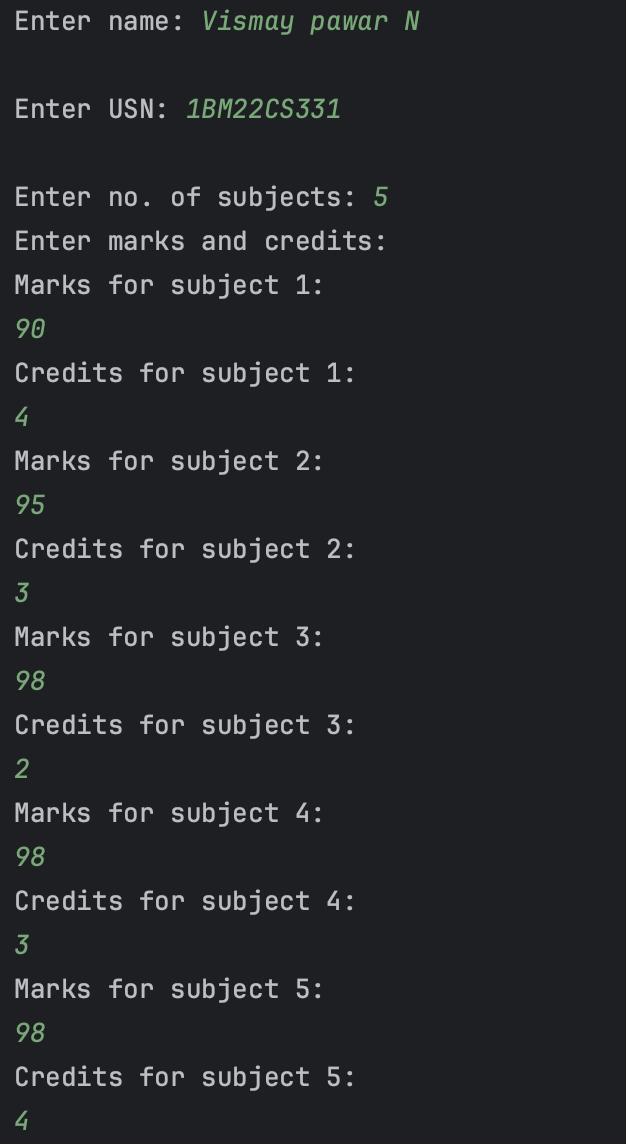 Enter name: Vismay pawar N
Enter USN: 1BM22CS331
Enter no. of subjects: 5
Enter marks and credits:
Marks for subject 1:
90
Credits for subject 1:
4
Marks for subject 2:
95
Credits for subject 2:
3
Marks for subject 3:
98
Credits for subject 3:
2
Marks for subject 4:
98
Credits for subject 4:
3
Marks for subject 5:
98
Credits for subject 5:
4